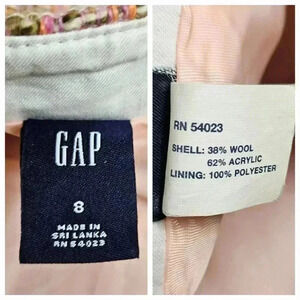 GAP
8
MADE IN
SRI LANKA
RN 54023
RN 54023
SHELL: 38% WOOL
62% ACRYLIC
LINING: 100% POLYESTER